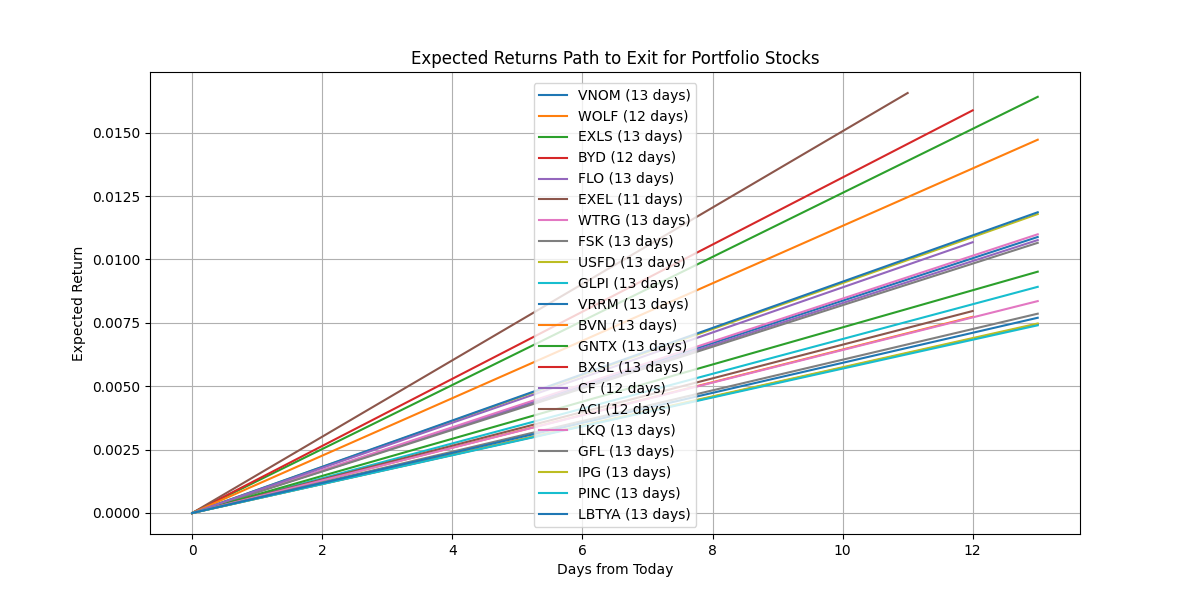 Expected Returns Path to Exit for Portfolio Stocks
Expected Return
0.0150
0.0125
0.0100
0.0075
0.0050
0.0025
0.0000
VNOM (13 days)
WOLF (12 days)
EXLS (13 days)
BYD (12 days)
FLO (13 days)
EXEL (11 days)
WTRG (13 days)
FSK (13 days)
USFD (13 days)
GLPI (13 days)
VRRM (13 days)
BVN (13 days)
GNTX (13 days)
BXSL (13 days)
CF (12 days)
ACI (12 days)
LKQ (13 days)
GFL (13 days)
IPG (13 days)
PINC (13 days)
LBTYA (13 days)
0 2 4 6 8 10 12
Days from Today